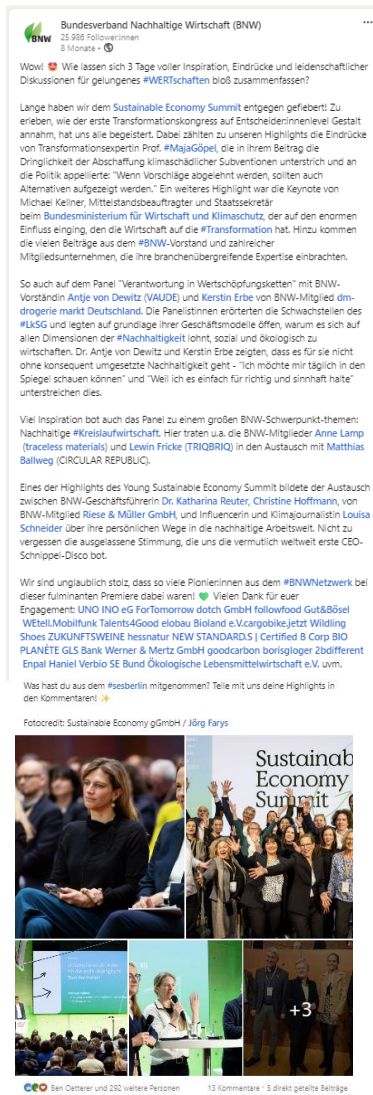 Bundesverband Nachhaltige Wirtschaft (BNW)
25.986 Follower:innen
8 Monate •
BNW
Wow! 😍 Wie lassen sich 3 Tage voller Inspiration, Eindrücke und leidenschaftlicher
Diskussionen für gelungenes #WERTschaften bloß zusammenfassen?
Lange haben wir dem Sustainable Economy Summit entgegen gefiebert! Zu
erleben, wie der erste Transformationskongress auf Entscheider:innenlevel Gestalt
annahm, hat uns alle begeistert. Dabei zählten zu unseren Highlights die Eindrücke
von Transformationsexpertin Prof. #MajaGöpel, die in ihrem Beitrag die
Dringlichkeit der Abschaffung klimaschädlicher Subventionen unterstrich und an
die Politik appellierte: "Wenn Vorschläge abgelehnt werden, sollten auch
Alternativen aufgezeigt werden." Ein weiteres Highlight war die Keynote von
Michael Kellner, Mittelstandsbeauftragter und Staatssekretär
beim Bundesministerium für Wirtschaft und Klimaschutz, der auf den enormen
Einfluss einging, den die Wirtschaft auf die #Transformation hat. Hinzu kommen
die vielen Beiträge aus dem #BNW-Vorstand und zahlreicher
Mitgliedsunternehmen, die ihre branchenübergreifende Expertise einbrachten.
So auch auf dem Panel "Verantwortung in Wertschöpfungsketten" mit BNW-
Vorständin Antje von Dewitz (VAUDE) und Kerstin Erbe von BNW-Mitglied dm-
drogerie markt Deutschland. Die Panelistinnen erörterten die Schwachstellen des
#LkSG und legten auf grundlage ihrer Geschäftsmodelle offen, warum es sich auf
allen Dimensionen der #Nachhaltigkeit lohnt, sozial und ökologisch zu
wirtschaften. Dr. Antje von Dewitz und Kerstin Erbe zeigten, dass es für sie nicht
ohne konsequent umgesetzte Nachhaltigkeit geht - "Ich möchte mir täglich in den
Spiegel schauen können" und "Weil ich es einfach für richtig und sinnhaft halte"
unterstreichen dies.
Viel Inspiration bot auch das Panel zu einem großen BNW-Schwerpunkt-themen:
Nachhaltige #Kreislaufwirtschaft. Hier traten u.a. die BNW-Mitglieder Anne Lamp
(traceless materials) und Lewin Fricke (TRIQBRIQ) in den Austausch mit Matthias
Ballweg (CIRCULAR REPUBLIC).
Eines der Highlights des Young Sustainable Economy Summit bildete der Austausch
zwischen BNW-Geschäftsführerin Dr. Katharina Reuter, Christine Hoffmann, von
BNW-Mitglied Riese & Müller GmbH, und Influencerin und Klimajournalistin Louisa
Schneider über ihre persönlichen Wege in die nachhaltige Arbeitswelt. Nicht zu
vergessen die ausgelassene Stimmung, die uns die vermutlich weltweit erste CEO-
Schnippel-Disco bot.
Wir sind unglaublich stolz, dass so viele Pionier:innen aus dem #BNWNetzwerk bei
dieser fulminanten Premiere dabei waren! 💚 Vielen Dank für euer
Engagement: UNO INO eG ForTomorrow dotch GmbH followfood Gut&Bösel
WEtell.Mobilfunk Talents4Good elobau Bioland e.V.cargobike.jetzt Wildling
Shoes ZUKUNFTSWEINE hessnatur NEW STANDARD.S | Certified B Corp BIO
PLANÈTE GLS Bank Werner & Mertz GmbH goodcarbon borisgloger 2bdifferent
Enpal Haniel Verbio SE Bund Ökologische Lebensmittelwirtschaft e.V. uvm.
Was hast du aus dem #sesberlin mitgenommen? Teile mit uns deine Highlights in
den Kommentaren! ✨
Fotocredit: Sustainable Economy gGmbH / Jörg Farys
Sustainab
Economy
Summit
+3
Ben Oetterer und 292 weitere Personen
13 Kommentare • 5 direkt geteilte Beiträge